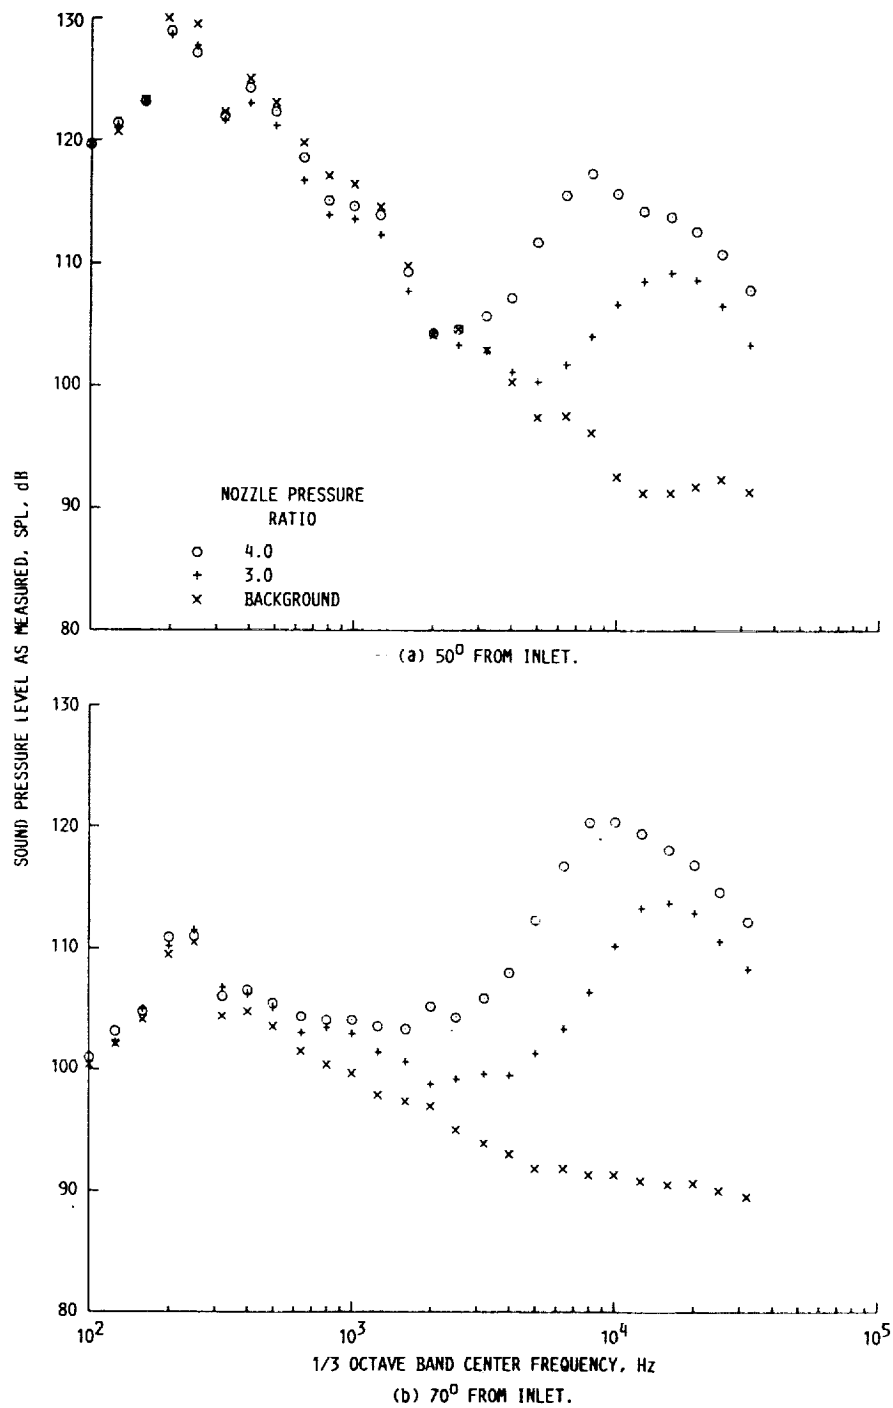 130
120
110
100
90
80
SOUND PRESSURE LEVEL AS MEASURED, SPL, dB
NOZZLE PRESSURE
RATIO
4.0
3.0
BACKGROUND
(a) 50⁰ FROM INLET.
130
120
110
100
90
80
10² 10³ 10⁴ 10⁵
1/3 OCTAVE BAND CENTER FREQUENCY, Hz
(b) 70⁰ FROM INLET.